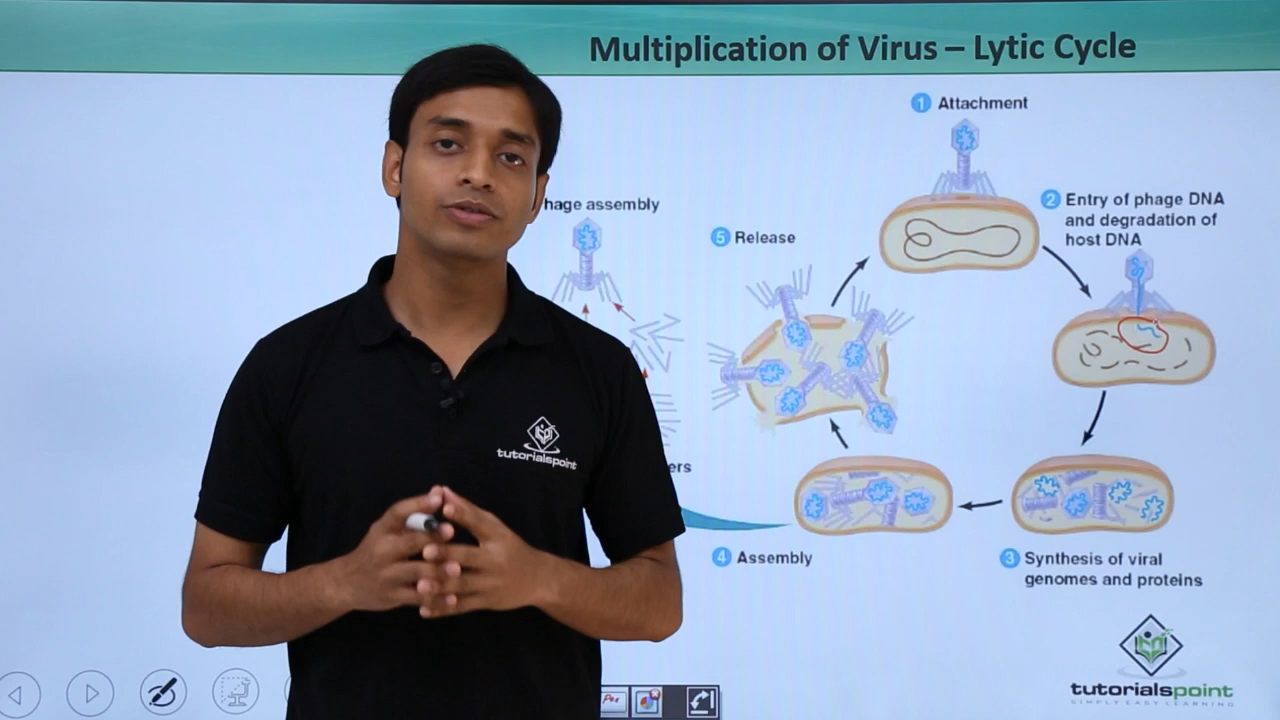 Multiplication of Virus – Lytic Cycle
1 Attachment
2 Entry of phage DNA
and degradation of
host DNA
hage assembly
5 Release
ers
4 Assembly
3 Synthesis of viral
genomes and proteins
tutorialspoint
tutorialspoint
SIMPLY EASY LEARNING